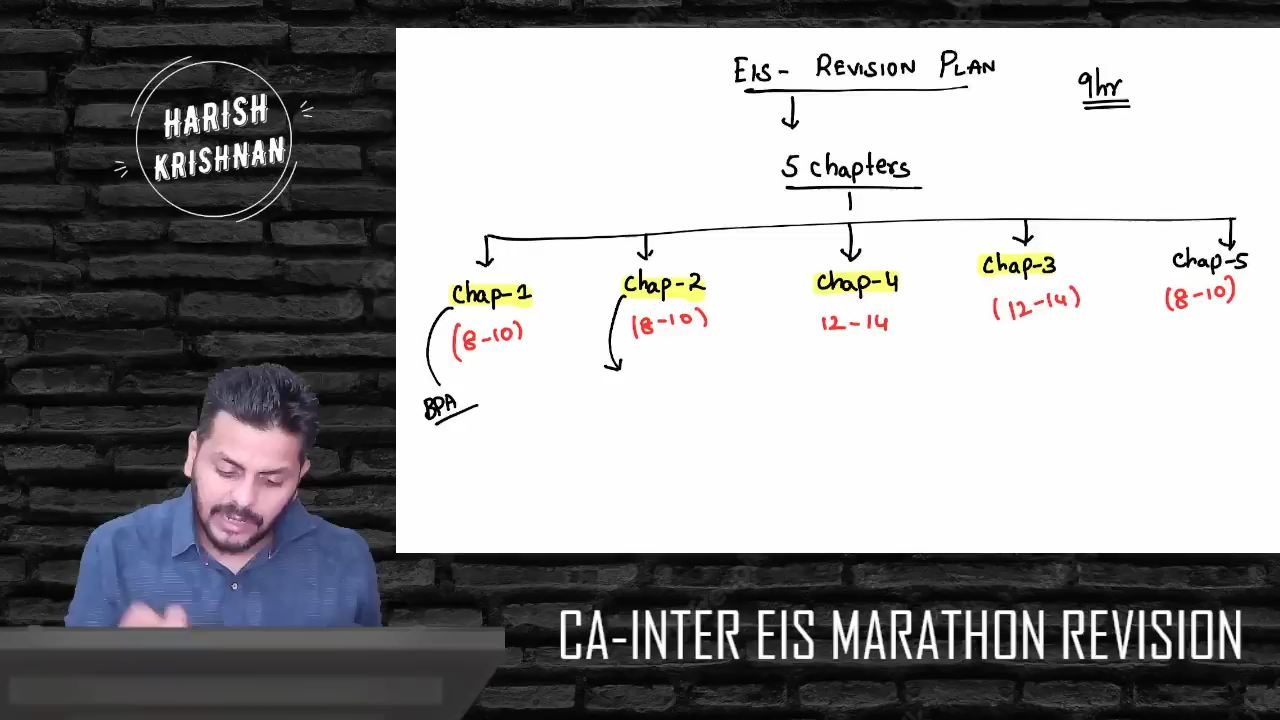 HARISH
KRISHNAN
EIS- REVISION PLAN
9hr
5 chapters
Chap-1
Chap-2
Chap-4
Chap-3
Chap-5
(8-10)
(8-10)
12-14
(12-14)
(8-10)
BPA
CA-INTER EIS MARATHON REVISION